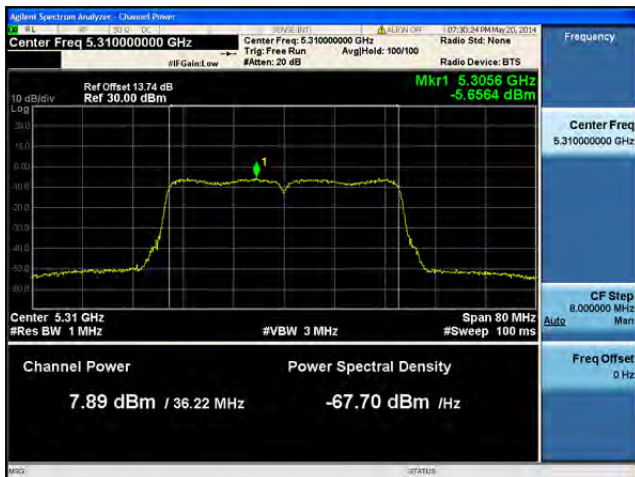 Agilent Spectrum Analyzer - Channel Power
RL RF 50 Ω DC SENSE:INT ALIGN OFF 07:30:24 PM May 20, 2014
Center Freq 5.310000000 GHz
Center Freq: 5.310000000 GHz
Radio Std: None
Trig: Free Run Avg|Hold: 100/100
#IFGain:Low #Atten: 20 dB Radio Device: BTS
Frequency
Ref Offset 13.74 dB
Mkr1 5.3056 GHz
10 dB/div Ref 30.00 dBm -5.6564 dBm
Log
1
0.00
-10.0
Center Freq
5.310000000 GHz
Center 5.31 GHz Span 80 MHz
#Res BW 1 MHz #VBW 3 MHz #Sweep 100 ms
CF Step
8.000000 MHz
Auto Man
Channel Power Power Spectral Density
7.89 dBm / 36.22 MHz -67.70 dBm /Hz
Freq Offset
0 Hz
MSG STATUS